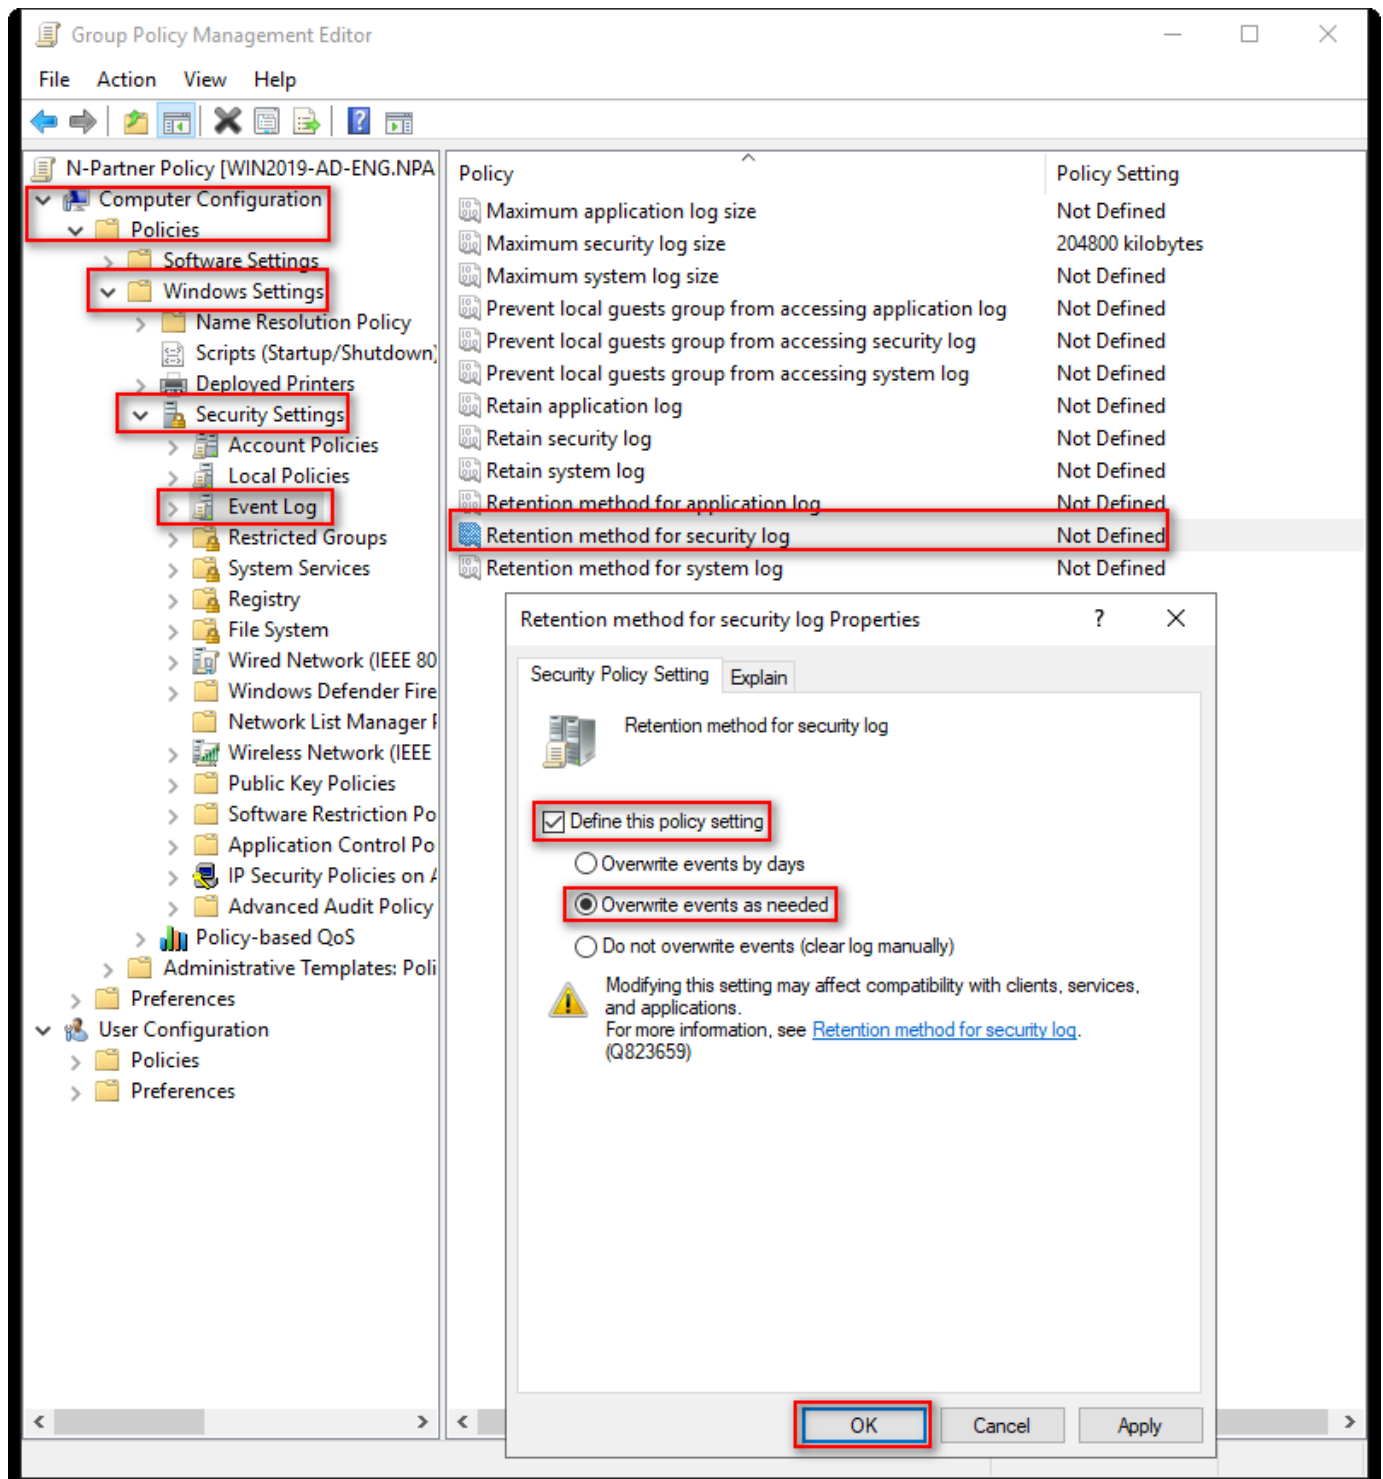 Group Policy Management Editor
File Action View Help
N-Partner Policy [WIN2019-AD-ENG.NPA
Computer Configuration
Policies
Software Settings
Windows Settings
Name Resolution Policy
Scripts (Startup/Shutdown)
Deployed Printers
Security Settings
Account Policies
Local Policies
Event Log
Restricted Groups
System Services
Registry
File System
Wired Network (IEEE 80
Windows Defender Fire
Network List Manager P
Wireless Network (IEEE
Public Key Policies
Software Restriction Po
Application Control Po
IP Security Policies on A
Advanced Audit Policy
Policy-based QoS
Administrative Templates: Poli
Preferences
User Configuration
Policies
Preferences
Policy Policy Setting
Maximum application log size Not Defined
Maximum security log size 204800 kilobytes
Maximum system log size Not Defined
Prevent local guests group from accessing application log Not Defined
Prevent local guests group from accessing security log Not Defined
Prevent local guests group from accessing system log Not Defined
Retain application log Not Defined
Retain security log Not Defined
Retain system log Not Defined
Retention method for application log Not Defined
Retention method for security log Not Defined
Retention method for system log Not Defined
Retention method for security log Properties ?
Security Policy Setting Explain
Retention method for security log
Define this policy setting
Overwrite events by days
Overwrite events as needed
Do not overwrite events (clear log manually)
Modifying this setting may affect compatibility with clients, services,
and applications.
For more information, see Retention method for security log.
(Q823659)
OK Cancel Apply